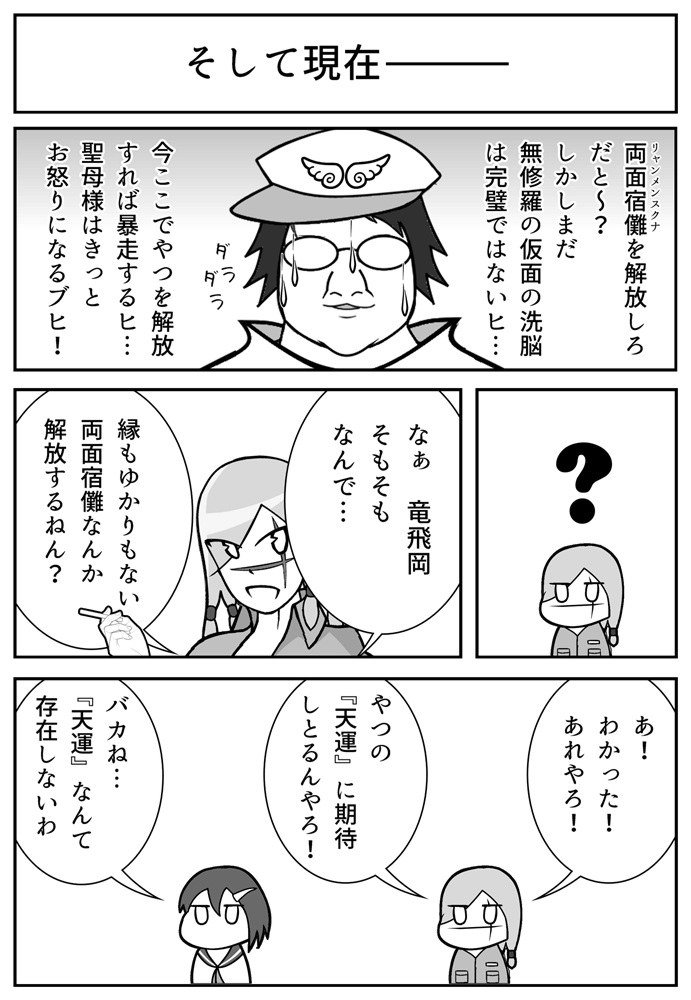 そして現在――――
両面宿儺を解放しろ
リャンメンスクナ
だと～？
しかしまだ
無修羅の仮面の洗脳
は完璧ではないヒ…
今ここでやつを解放
すれば暴走するヒ…
聖母様はきっと
お怒りになるブヒ！
ダラ
ダラ
？
なぁ　竜飛岡
そもそも
なんで…
縁もゆかりもない
両面宿儺なんか
解放するねん？
あ！
わかった！
あれやろ！
やつの
『天運』に期待
しとるんやろ！
バカね…
『天運』なんて
存在しないわ